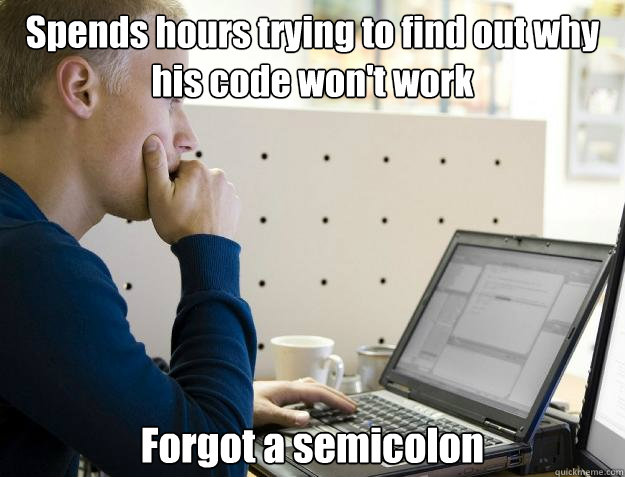 Spends hours trying to find out why
his code won't work
Forgot a semicolon
quickmeme.com